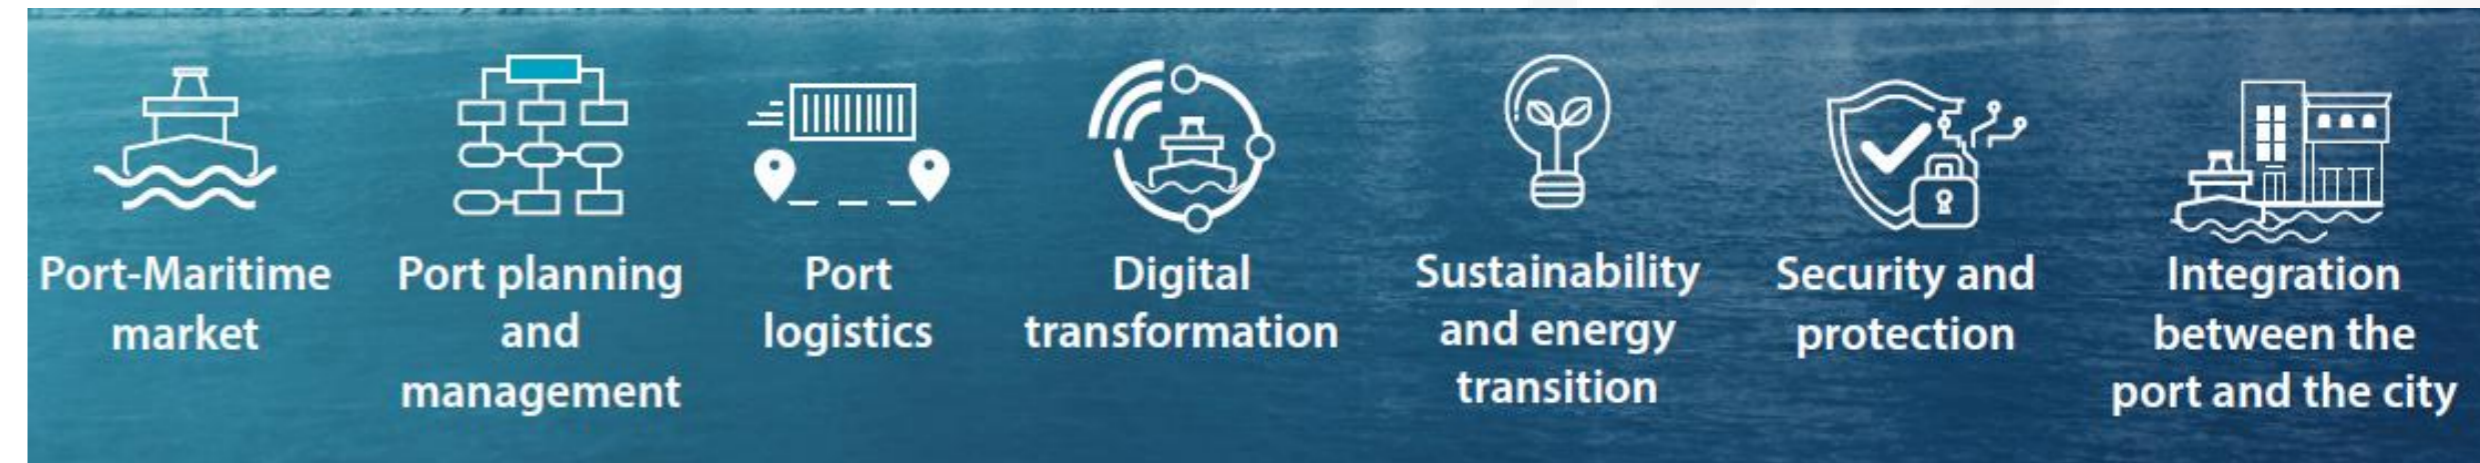 Port-Maritime
market
Port planning
and
management
Port
logistics
Digital
transformation
Sustainability
and energy
transition
Security and
protection
Integration
between the
port and the city